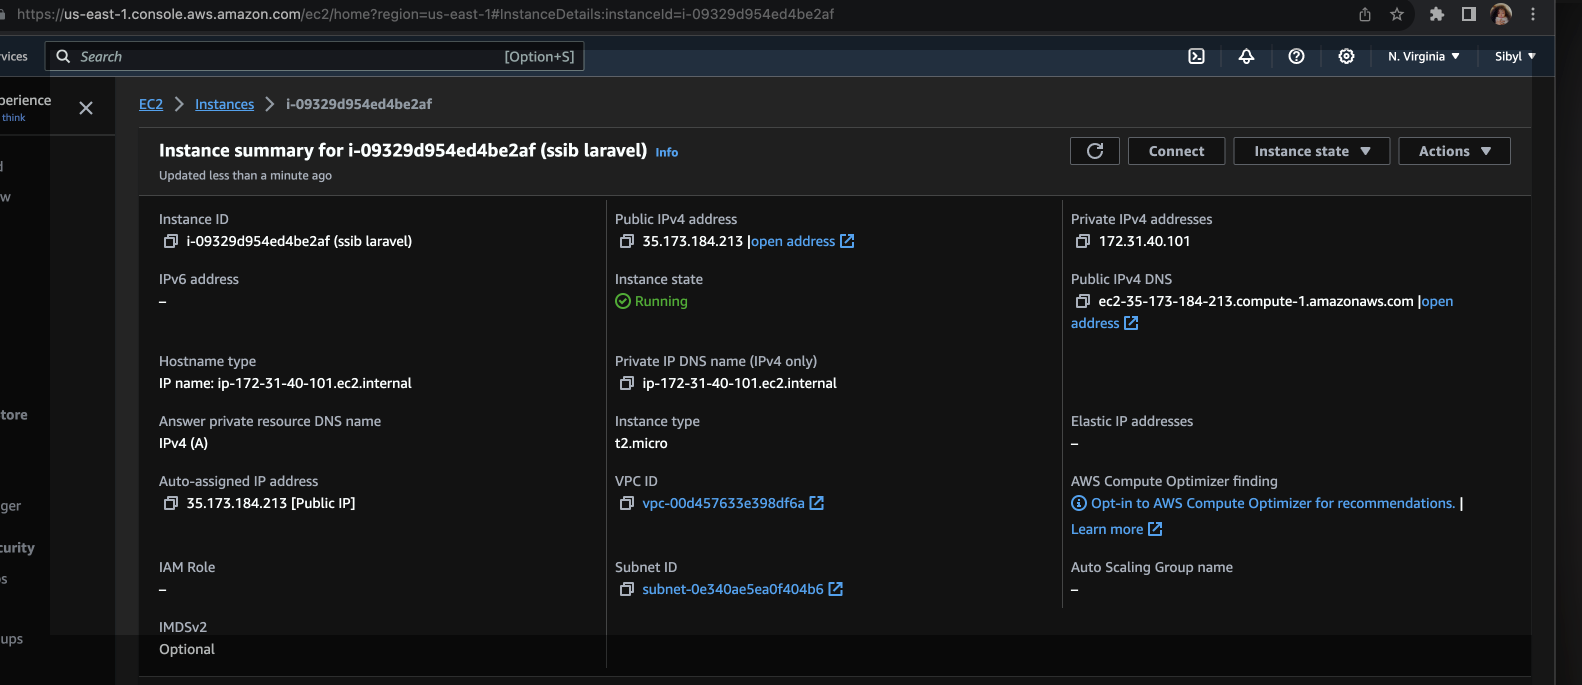 https://us-east-1.console.aws.amazon.com/ec2/home?region=us-east-1#InstanceDetails:instanceId=i-09329d954ed4be2af
rvices
Search
[Option+S]
N. Virginia
Sibyl
perience
think
EC2 > Instances > i-09329d954ed4be2af
Instance summary for i-09329d954ed4be2af (ssib laravel) Info
Updated less than a minute ago
Connect
Instance state
Actions
d
w
tore
ger
curity
s
ups
Instance ID
i-09329d954ed4be2af (ssib laravel)
Public IPv4 address
35.173.184.213 |open address
Private IPv4 addresses
172.31.40.101
IPv6 address
–
Instance state
Running
Public IPv4 DNS
ec2-35-173-184-213.compute-1.amazonaws.com |open
address
Hostname type
IP name: ip-172-31-40-101.ec2.internal
Private IP DNS name (IPv4 only)
ip-172-31-40-101.ec2.internal
Answer private resource DNS name
IPv4 (A)
Instance type
t2.micro
Elastic IP addresses
–
Auto-assigned IP address
35.173.184.213 [Public IP]
VPC ID
vpc-00d457633e398df6a
AWS Compute Optimizer finding
Opt-in to AWS Compute Optimizer for recommendations. |
Learn more
IAM Role
–
Subnet ID
subnet-0e340ae5ea0f404b6
Auto Scaling Group name
–
IMDSv2
Optional